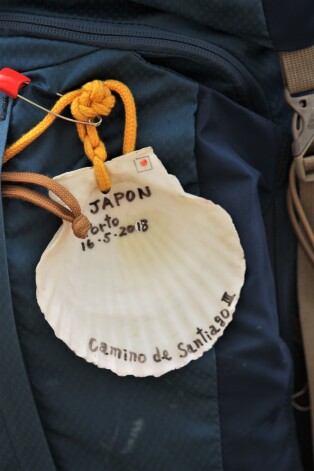 JAPON
Porto
16-5-2018
Camino de Santiago III